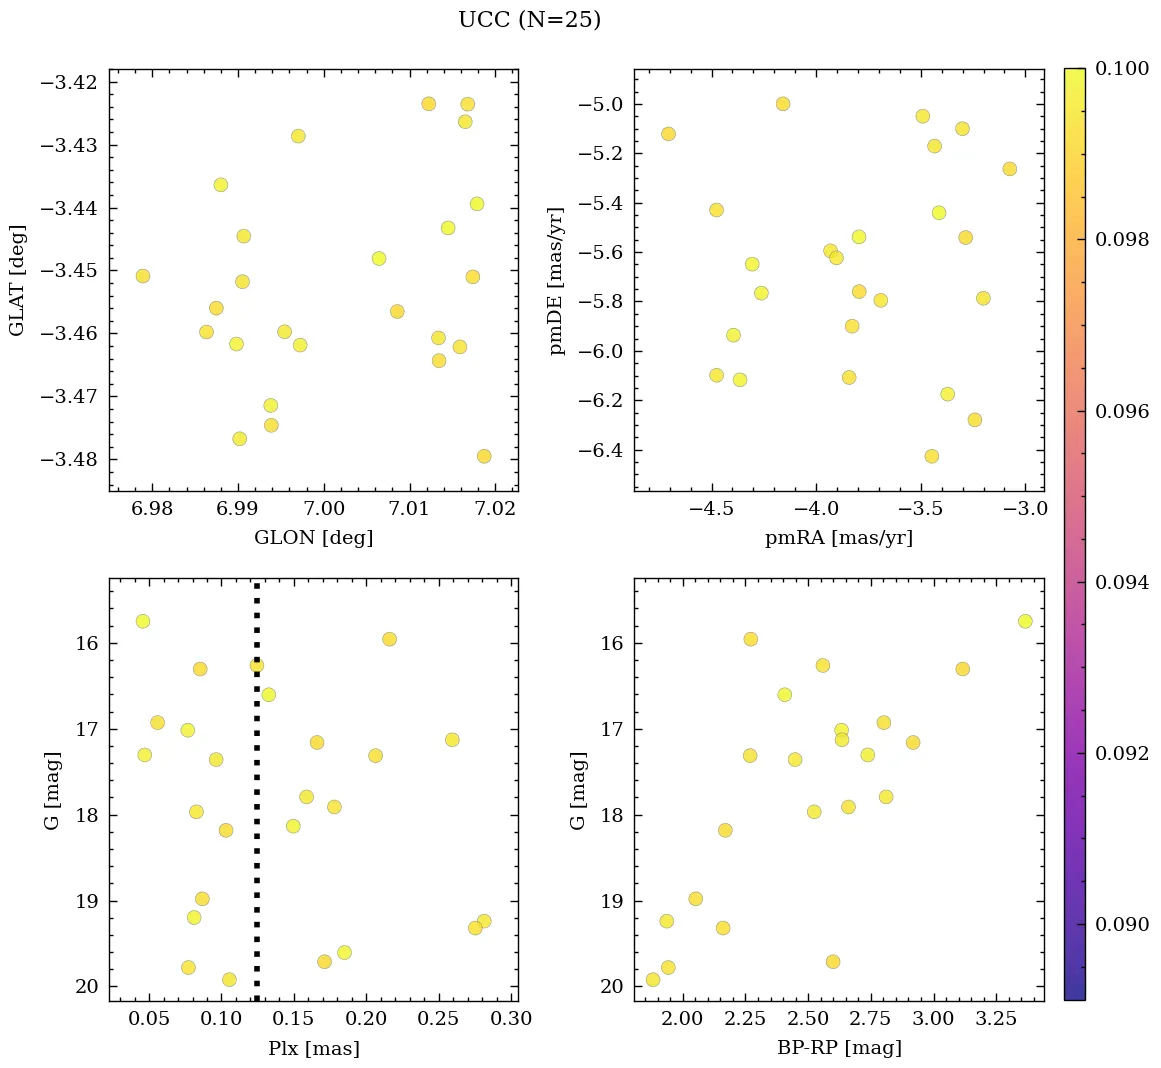 UCC (N=25)
−3.42
−3.43
−3.44
−3.45
−3.46
−3.47
−3.48
GLAT [deg]
6.98 6.99 7.00 7.01 7.02
GLON [deg]
−5.0
−5.2
−5.4
−5.6
−5.8
−6.0
−6.2
−6.4
pmDE [mas/yr]
−4.5 −4.0 −3.5 −3.0
pmRA [mas/yr]
16
17
18
19
20
G [mag]
0.05 0.10 0.15 0.20 0.25 0.30
Plx [mas]
16
17
18
19
20
G [mag]
2.00 2.25 2.50 2.75 3.00 3.25
BP-RP [mag]
0.100
0.098
0.096
0.094
0.092
0.090